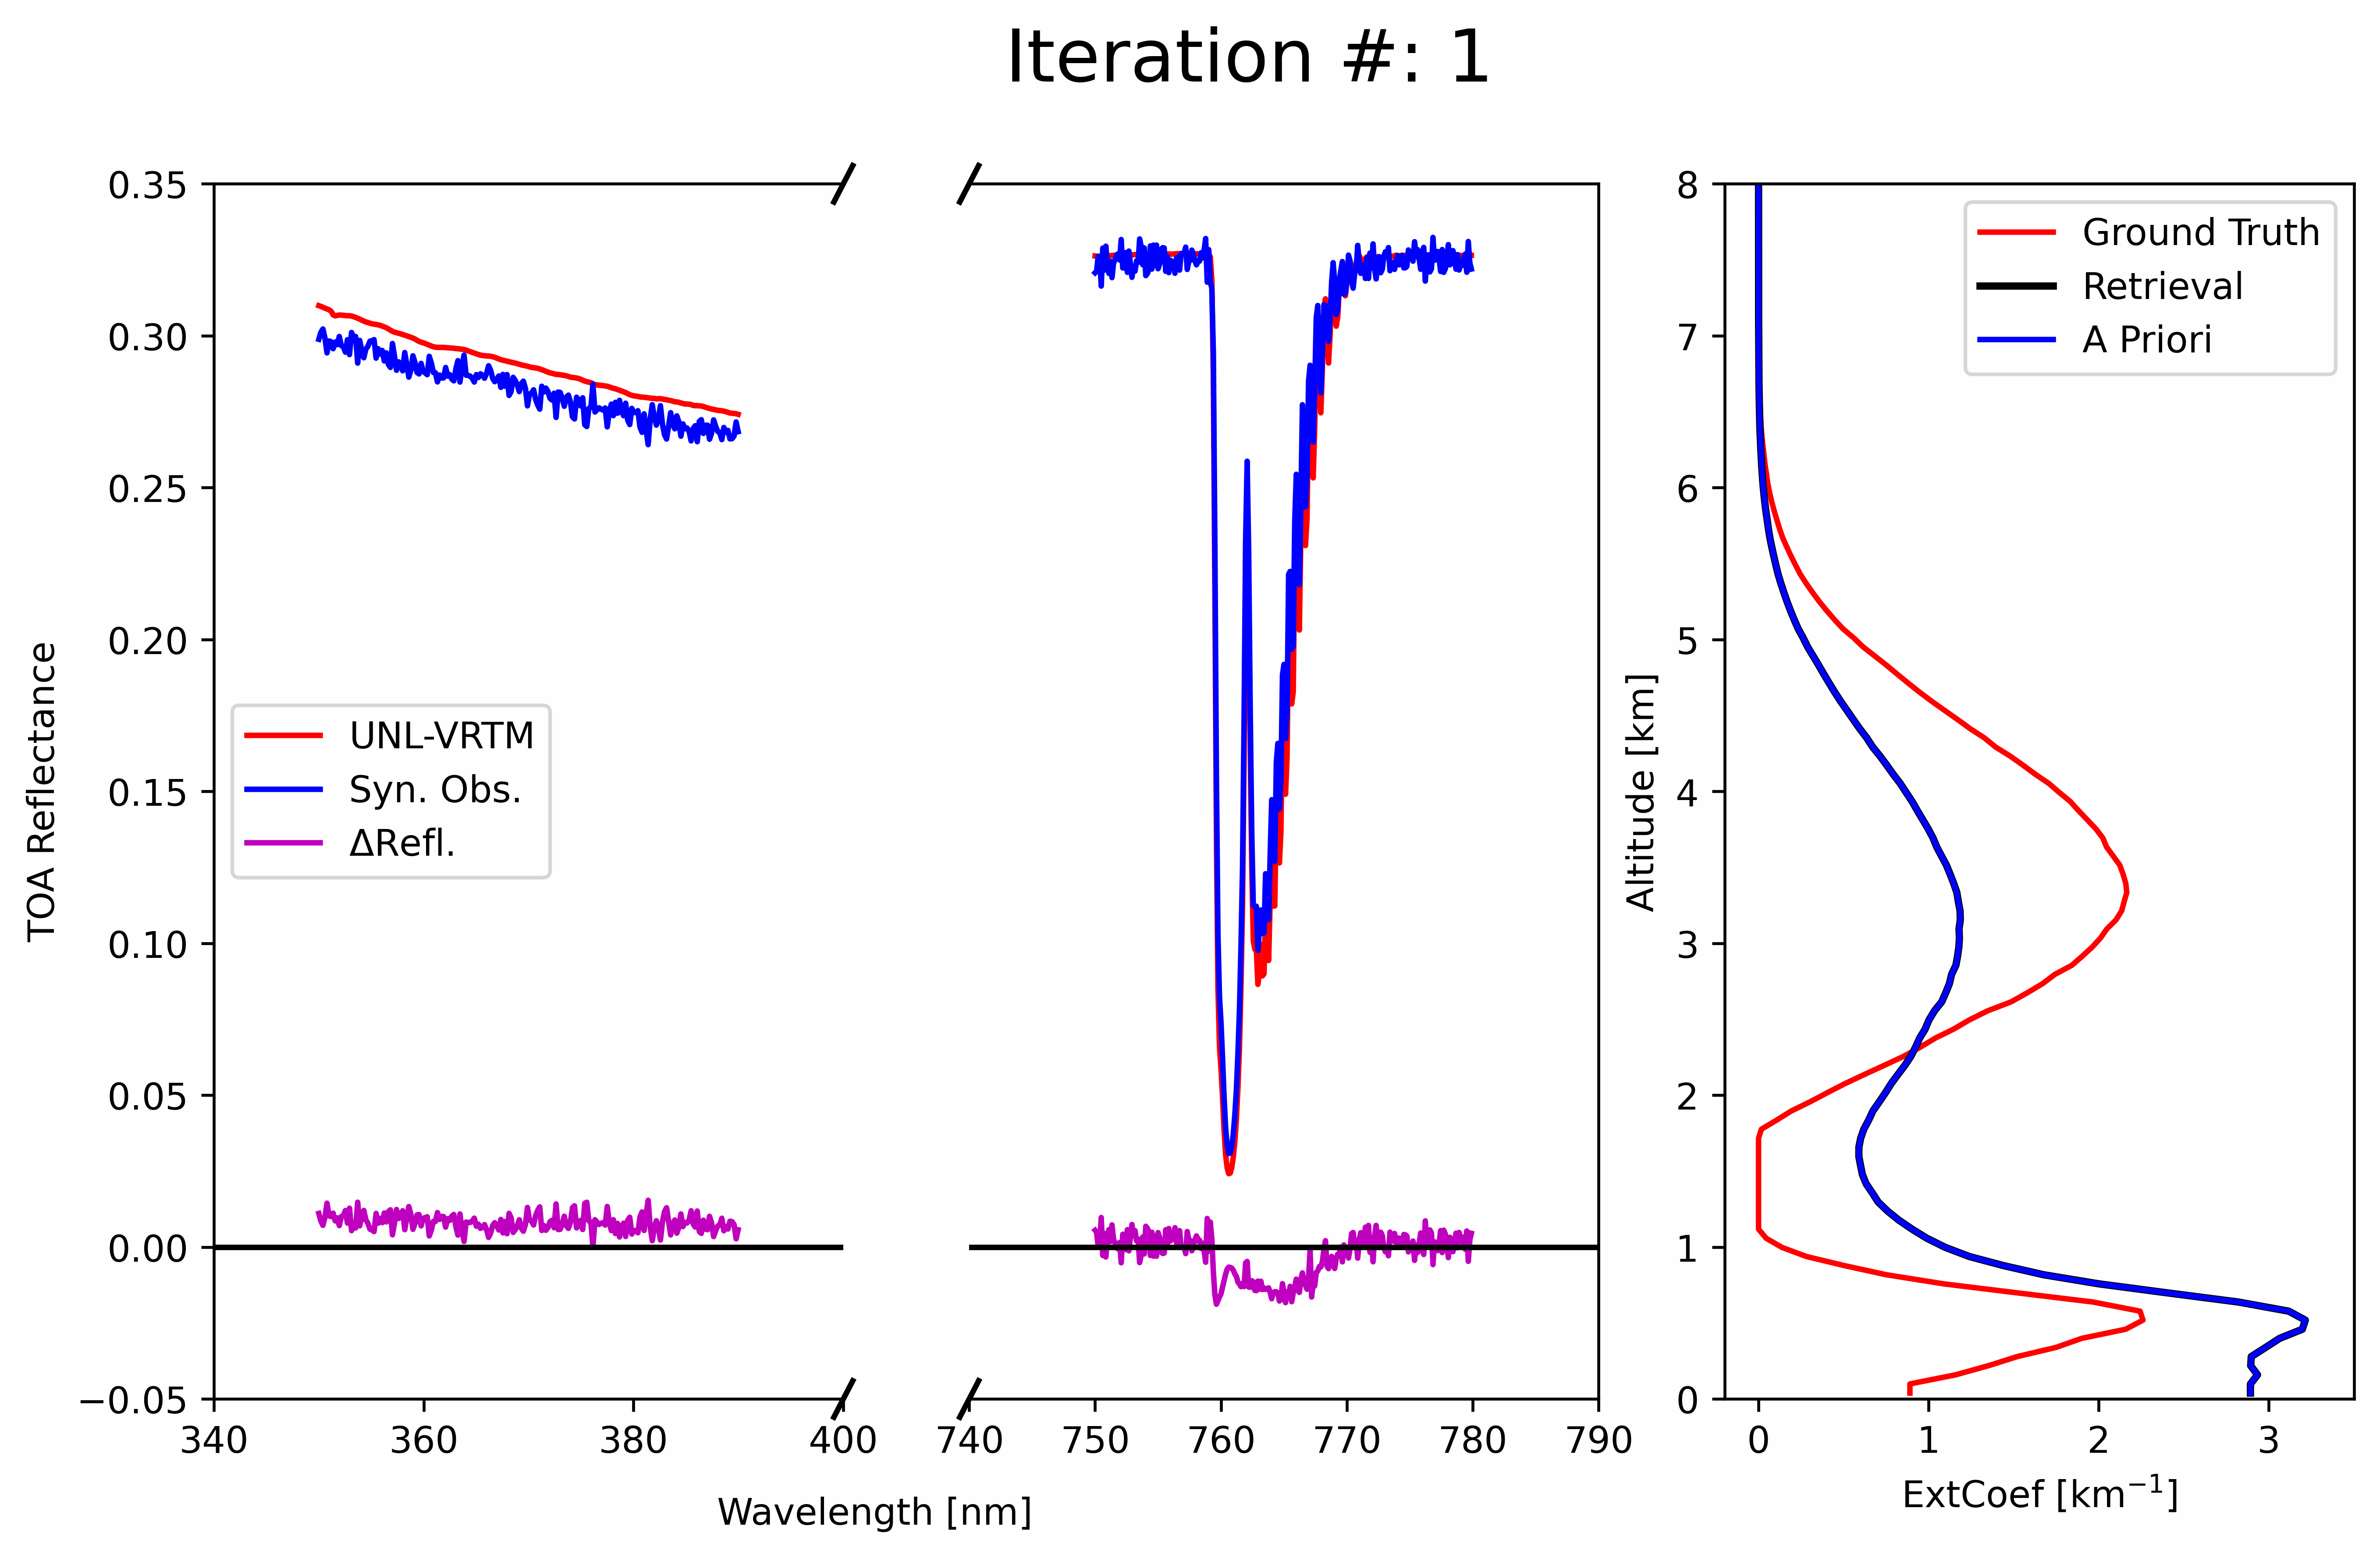 Iteration #: 1
TOA Reflectance
0.35
0.30
0.25
0.20
0.15
0.10
0.05
0.00
−0.05
UNL-VRTM
Syn. Obs.
ΔRefl.
340 360 380 400 740 750 760 770 780 790
Wavelength [nm]
Altitude [km]
8
7
6
5
4
3
2
1
0
Ground Truth
Retrieval
A Priori
0 1 2 3
ExtCoef [km⁻¹]